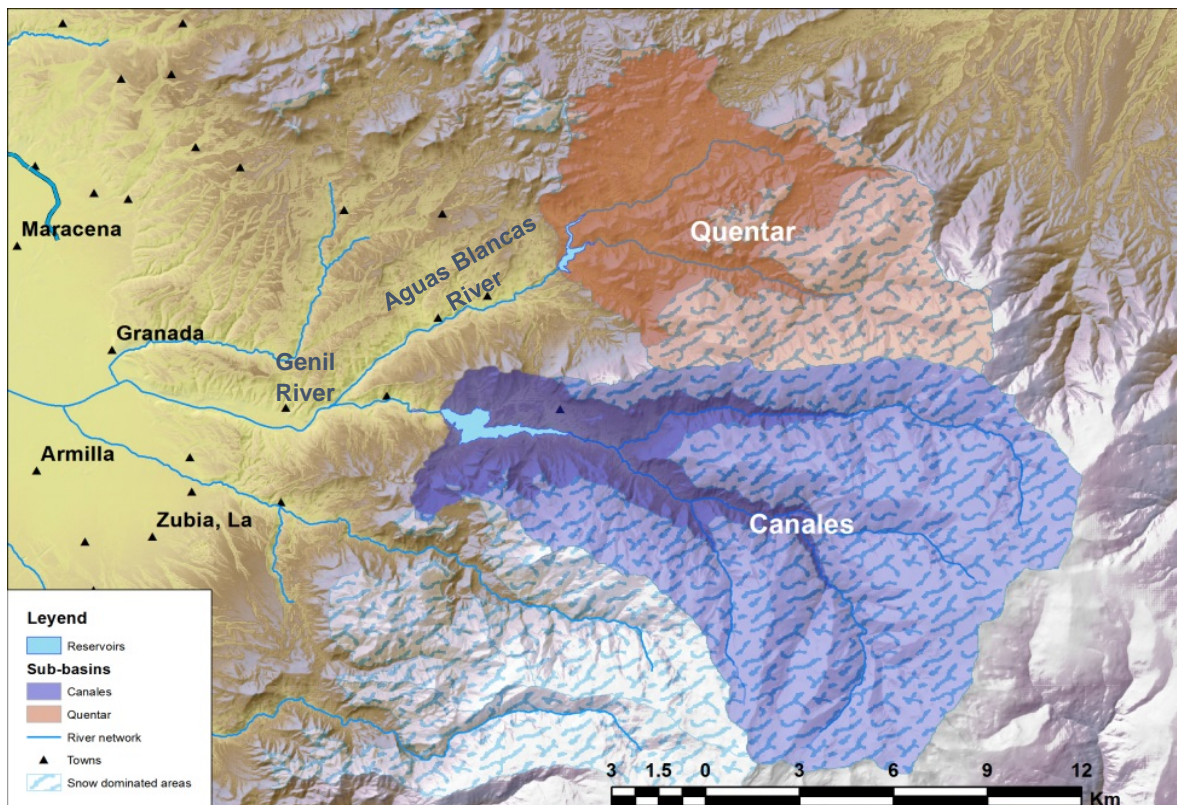 Maracena
Quentar
Aguas Blancas
River
Granada
Genil
River
Armilla
Zubia, La
Canales
Leyend
Reservoirs
Sub-basins
Canales
Quentar
River network
Towns
Snow dominated areas
3 1.5 0 3 6 9 12
Km